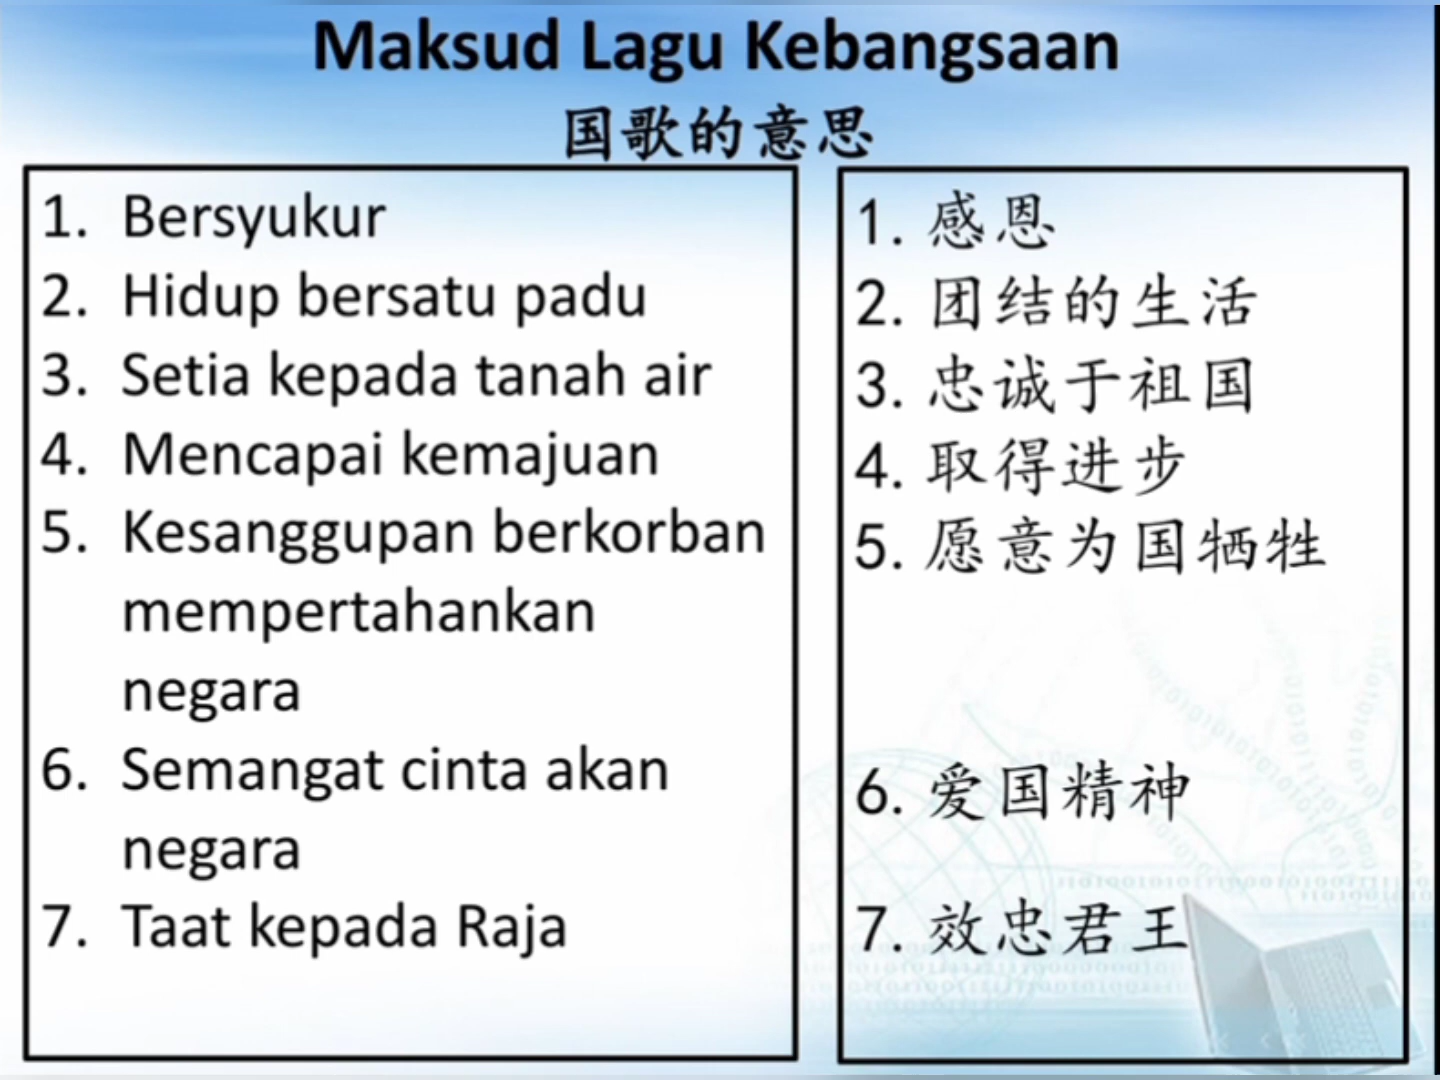 Maksud Lagu Kebangsaan
国歌的意思
1. Bersyukur
2. Hidup bersatu padu
3. Setia kepada tanah air
4. Mencapai kemajuan
5. Kesanggupan berkorban
mempertahankan
negara
6. Semangat cinta akan
negara
7. Taat kepada Raja
1. 感恩
2. 团结的生活
3. 忠诚于祖国
4. 取得进步
5. 愿意为国牺牲
6. 爱国精神
7. 效忠君王